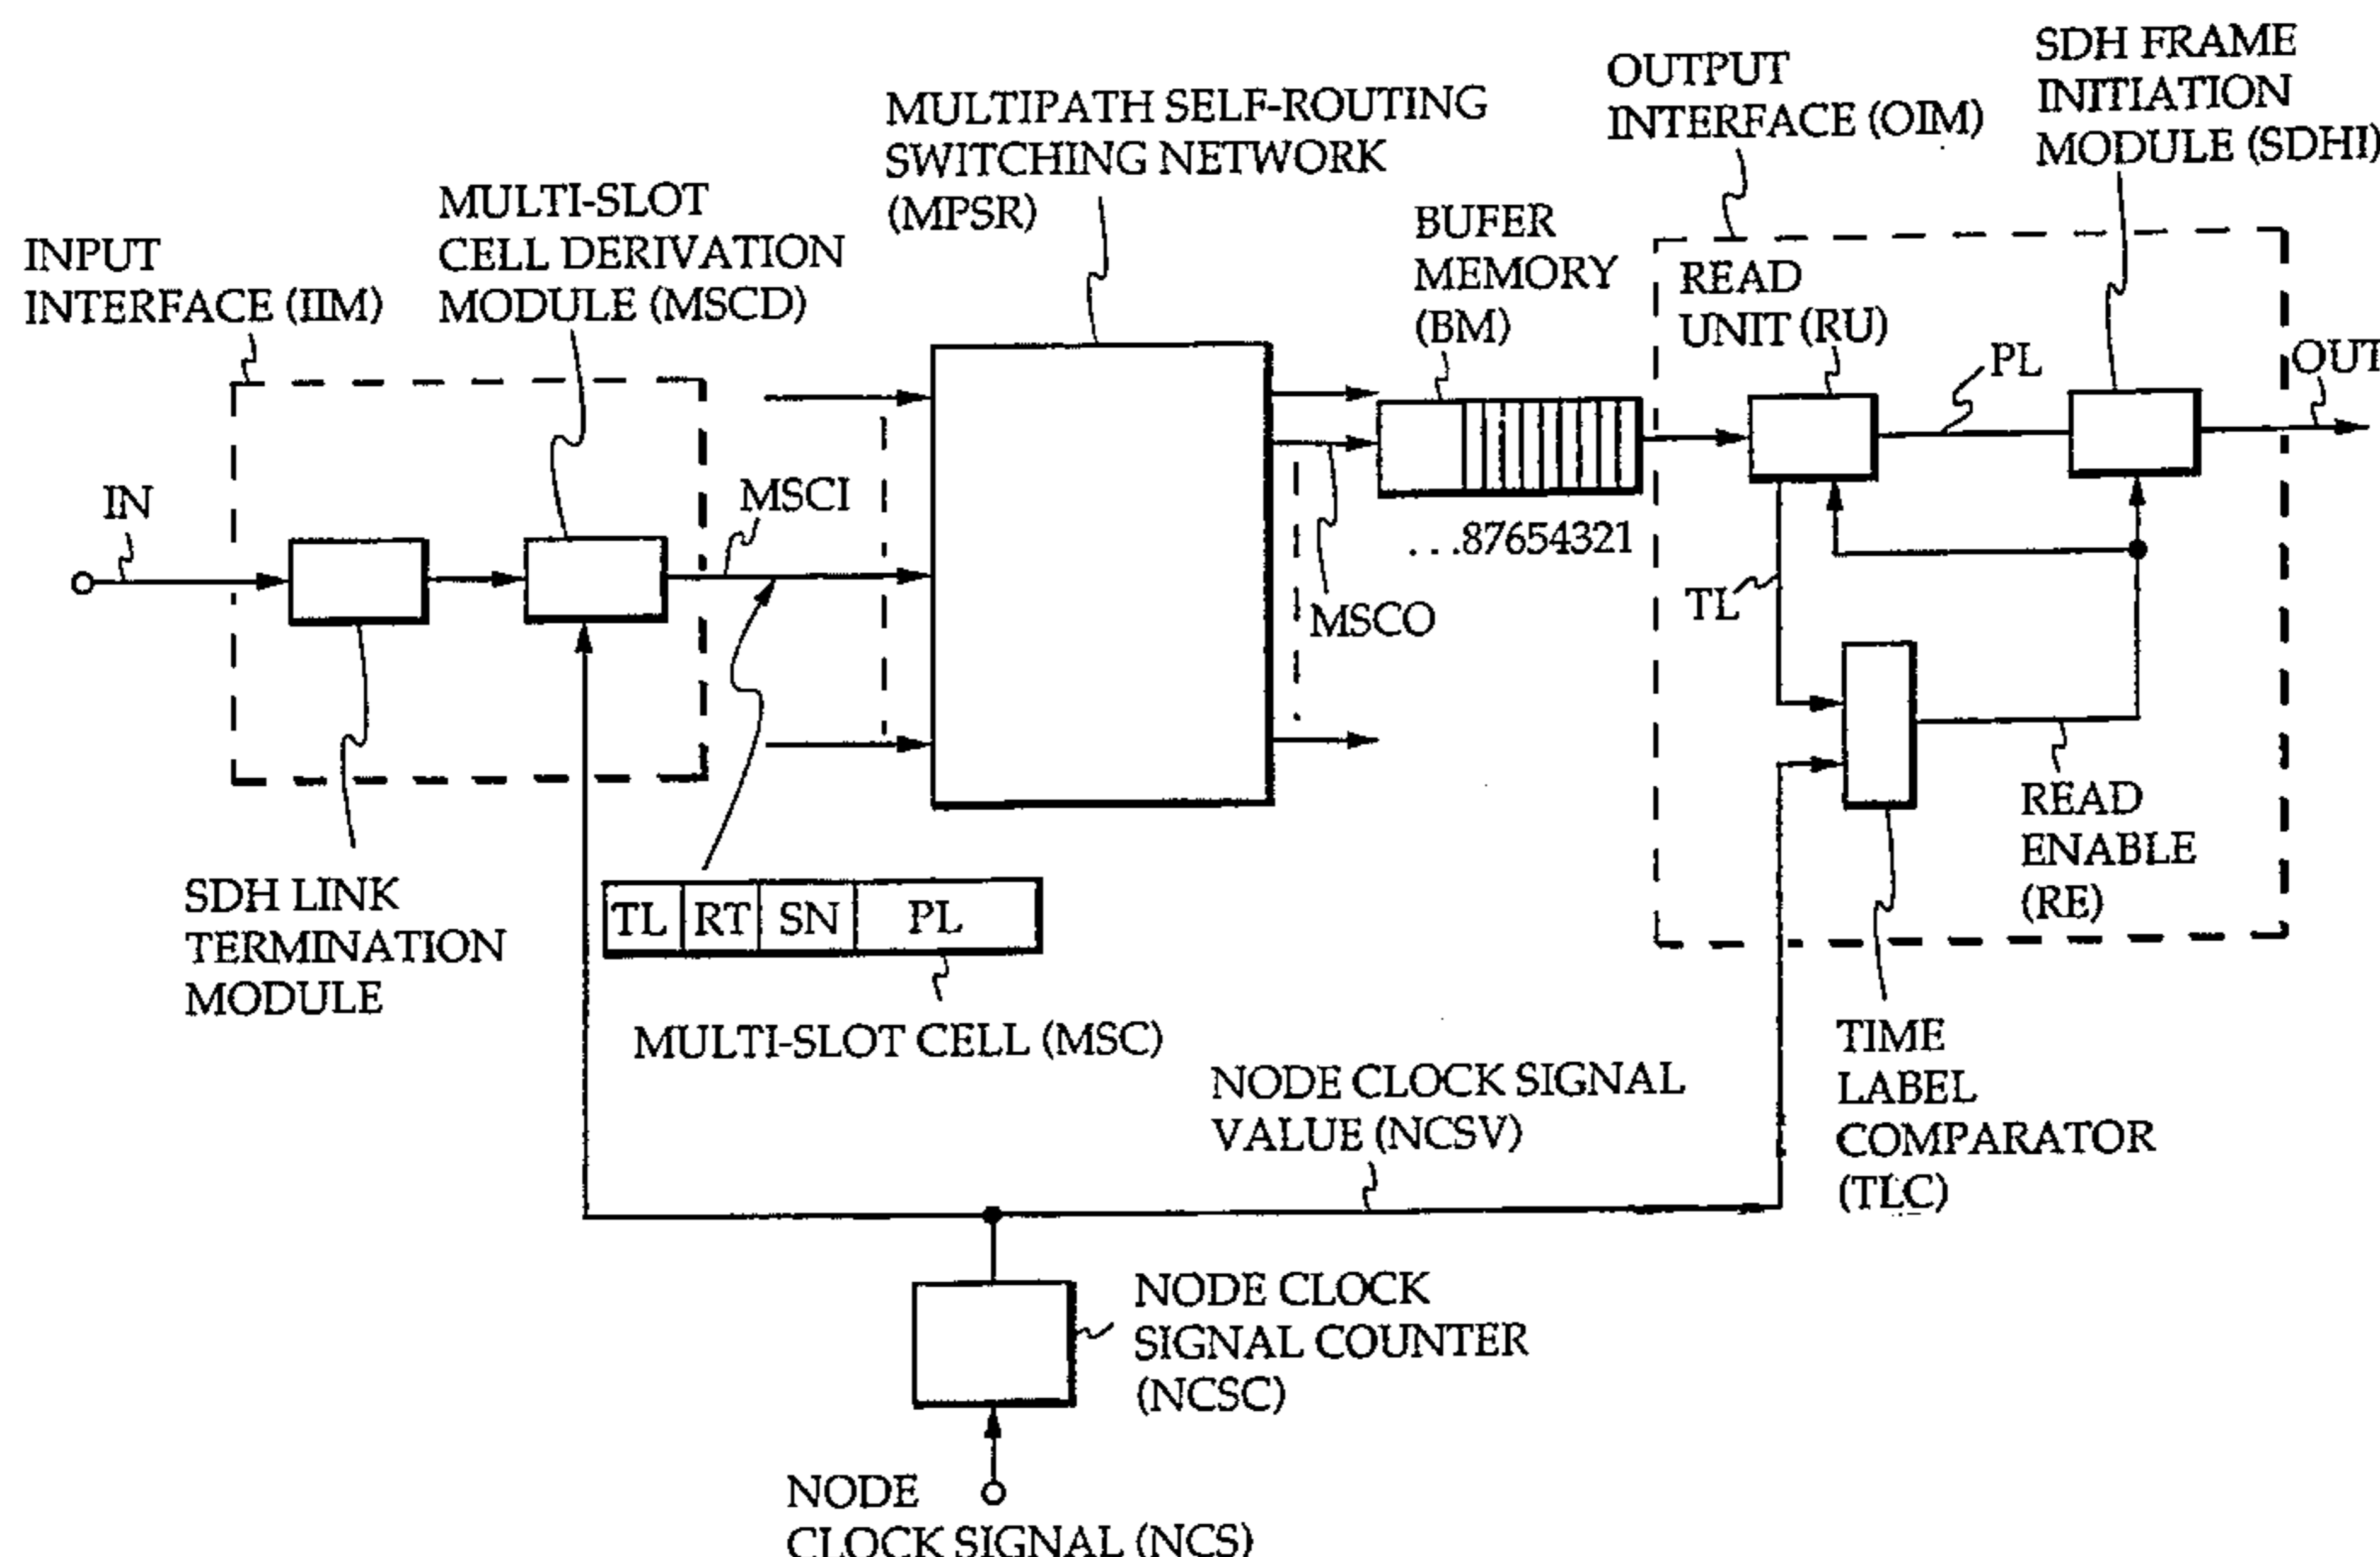 INPUT
INTERFACE (IIM)
MULTI-SLOT
CELL DERIVATION
MODULE (MSCD)
MULTIPATH SELF-ROUTING
SWITCHING NETWORK
(MPSR)
BUFER
MEMORY
(BM)
OUTPUT
INTERFACE (OIM)
SDH FRAME
INITIATION
MODULE (SDHI)
READ
UNIT (RU)
PL
OUT
IN
MSCI
...87654321
MSCO
TL
SDH LINK
TERMINATION
MODULE
TL RT SN PL
MULTI-SLOT CELL (MSC)
READ
ENABLE
(RE)
TIME
LABEL
COMPARATOR
(TLC)
NODE CLOCK SIGNAL
VALUE (NCSV)
NODE CLOCK
SIGNAL COUNTER
(NCSC)
NODE
CLOCK SIGNAL (NCS)